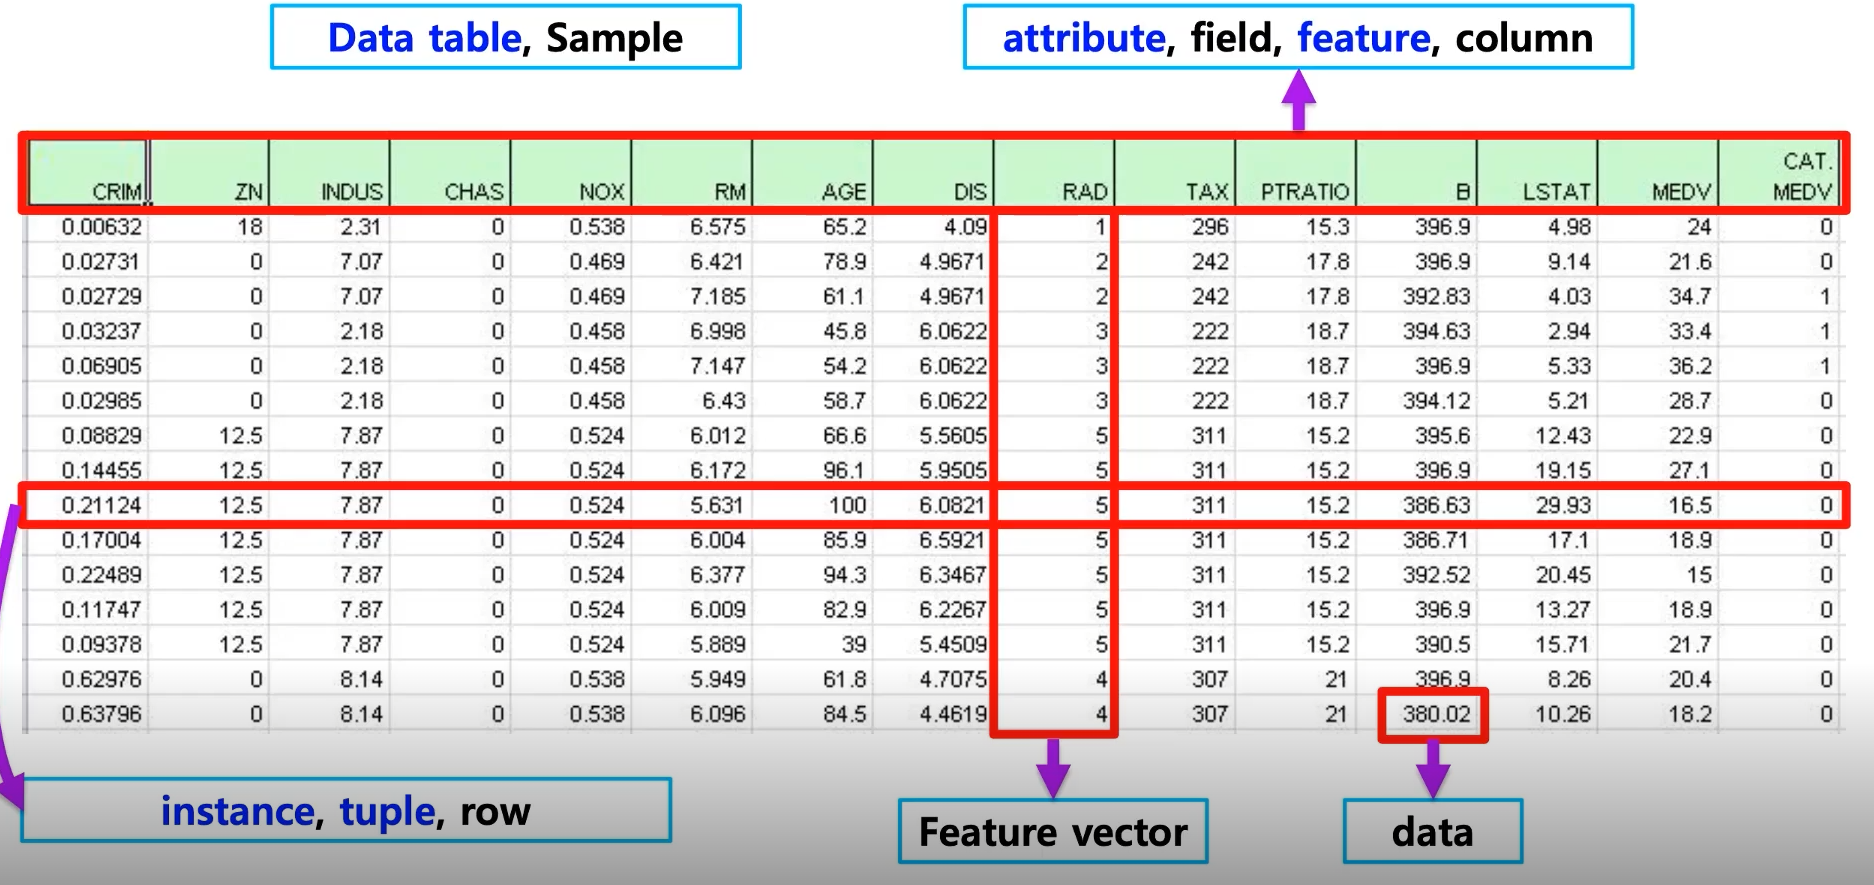 Data table, Sample
attribute, field, feature, column
CRIM ZN INDUS CHAS NOX RM AGE DIS RAD TAX PTRATIO B LSTAT MEDV CAT. MEDV
0.00632 18 2.31 0 0.538 6.575 65.2 4.09 1 296 15.3 396.9 4.98 24 0
0.02731 0 7.07 0 0.469 6.421 78.9 4.9671 2 242 17.8 396.9 9.14 21.6 0
0.02729 0 7.07 0 0.469 7.185 61.1 4.9671 2 242 17.8 392.83 4.03 34.7 1
0.03237 0 2.18 0 0.458 6.998 45.8 6.0622 3 222 18.7 394.63 2.94 33.4 1
0.06905 0 2.18 0 0.458 7.147 54.2 6.0622 3 222 18.7 396.9 5.33 36.2 1
0.02985 0 2.18 0 0.458 6.43 58.7 6.0622 3 222 18.7 394.12 5.21 28.7 0
0.08829 12.5 7.87 0 0.524 6.012 66.6 5.5605 5 311 15.2 395.6 12.43 22.9 0
0.14455 12.5 7.87 0 0.524 6.172 96.1 5.9505 5 311 15.2 396.9 19.15 27.1 0
0.21124 12.5 7.87 0 0.524 5.631 100 6.0821 5 311 15.2 386.63 29.93 16.5 0
0.17004 12.5 7.87 0 0.524 6.004 85.9 6.5921 5 311 15.2 386.71 17.1 18.9 0
0.22489 12.5 7.87 0 0.524 6.377 94.3 6.3467 5 311 15.2 392.52 20.45 15 0
0.11747 12.5 7.87 0 0.524 6.009 82.9 6.2267 5 311 15.2 396.9 13.27 18.9 0
0.09378 12.5 7.87 0 0.524 5.889 39 5.4509 5 311 15.2 390.5 15.71 21.7 0
0.62976 0 8.14 0 0.538 5.949 61.8 4.7075 4 307 21 396.9 8.26 20.4 0
0.63796 0 8.14 0 0.538 6.096 84.5 4.4619 4 307 21 380.02 10.26 18.2 0
instance, tuple, row
Feature vector
data